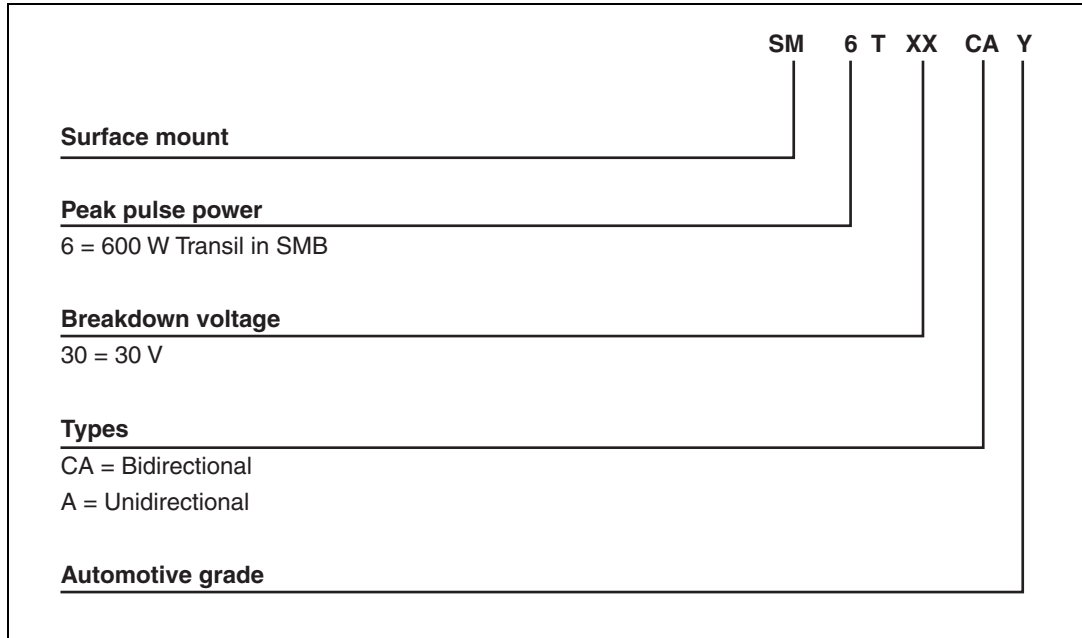 SM 6 T XX CA Y
Surface mount
Peak pulse power
6 = 600 W Transil in SMB
Breakdown voltage
30 = 30 V
Types
CA = Bidirectional
A = Unidirectional
Automotive grade